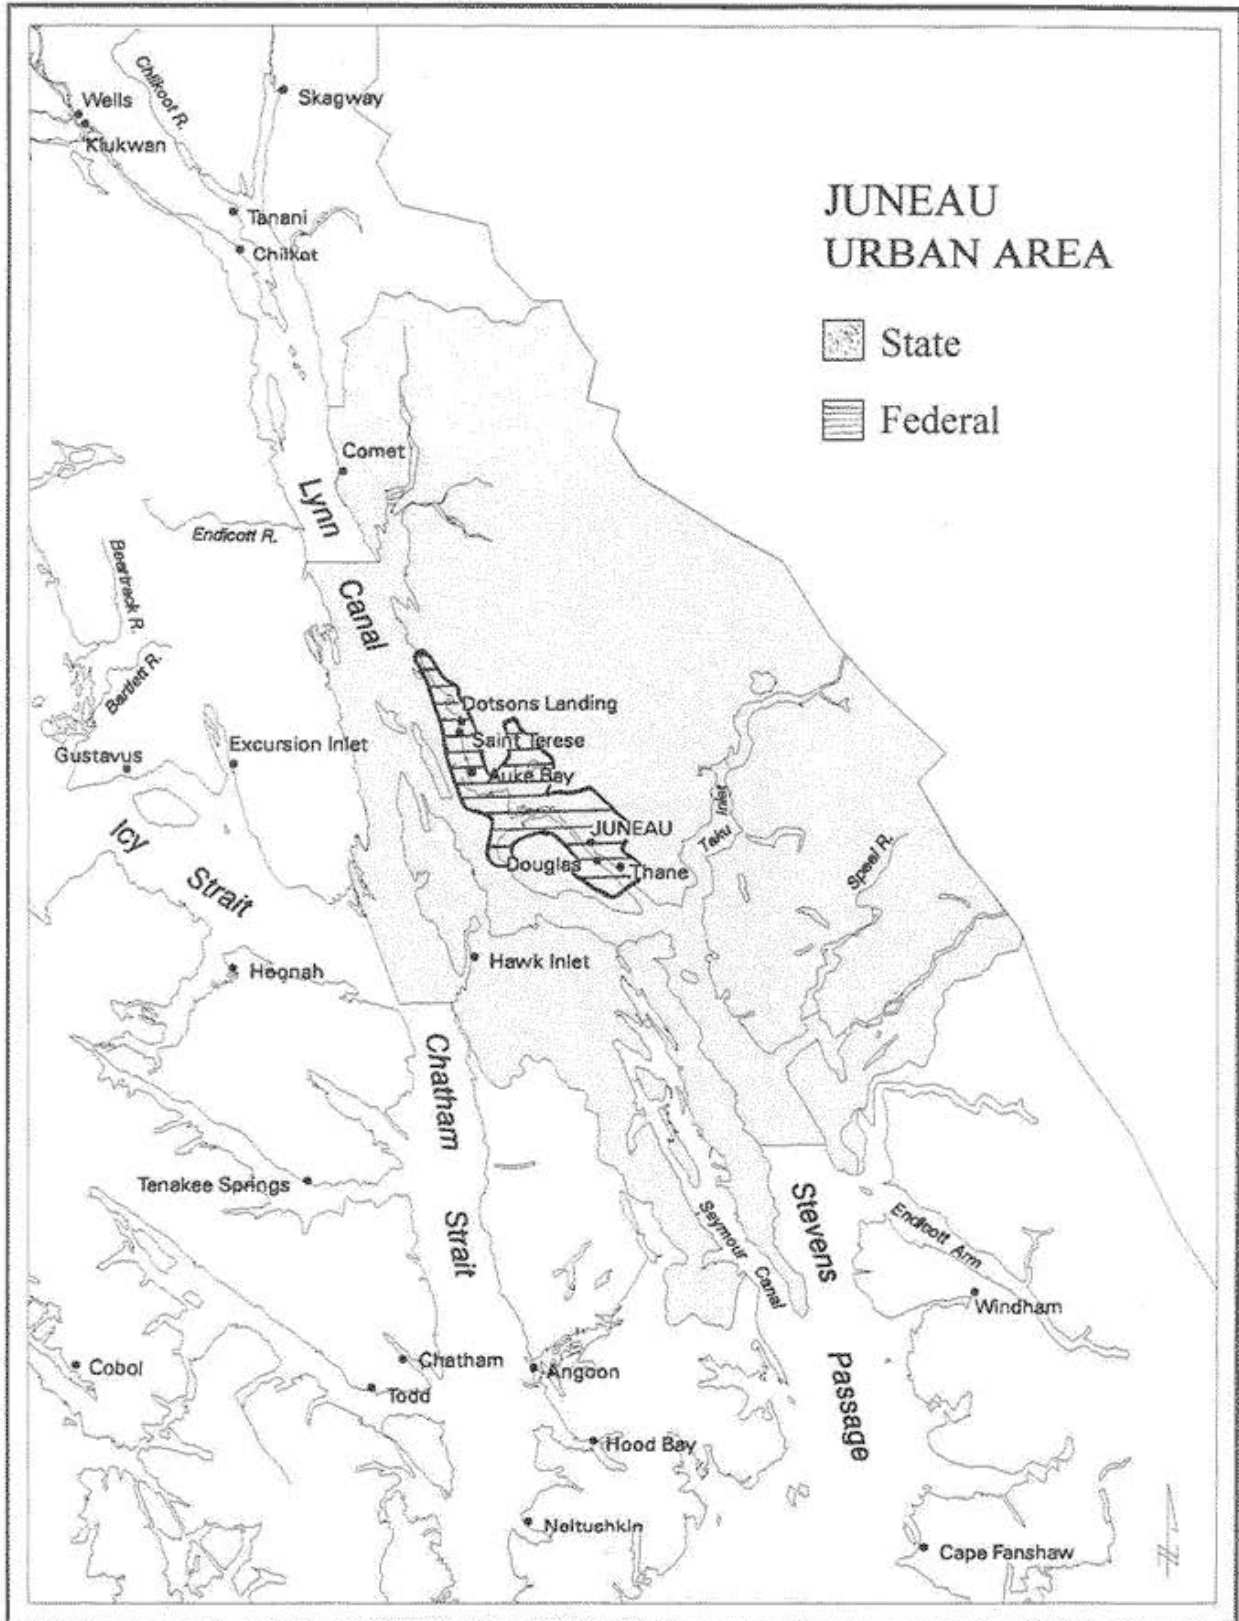 JUNEAU
URBAN AREA
State
Federal
Skagway
Chilkoot R.
Wells
Klukwan
Tanani
Chilkat
Comet
Lynn
Canal
Endicott R.
Beartrack R.
Bartlett R.
Gustavus
Excursion Inlet
Dotsons Landing
Saint Terese
Auke Bay
JUNEAU
Douglas
Thane
Taku Inlet
Speel R.
Icy
Strait
Hoonah
Hawk Inlet
Chatham
Strait
Tenakee Springs
Seymour Canal
Stevens
Passage
Endicott Arm
Windham
Cobol
Chatham
Todd
Angoon
Hood Bay
Neltushkin
Cape Fanshaw
N